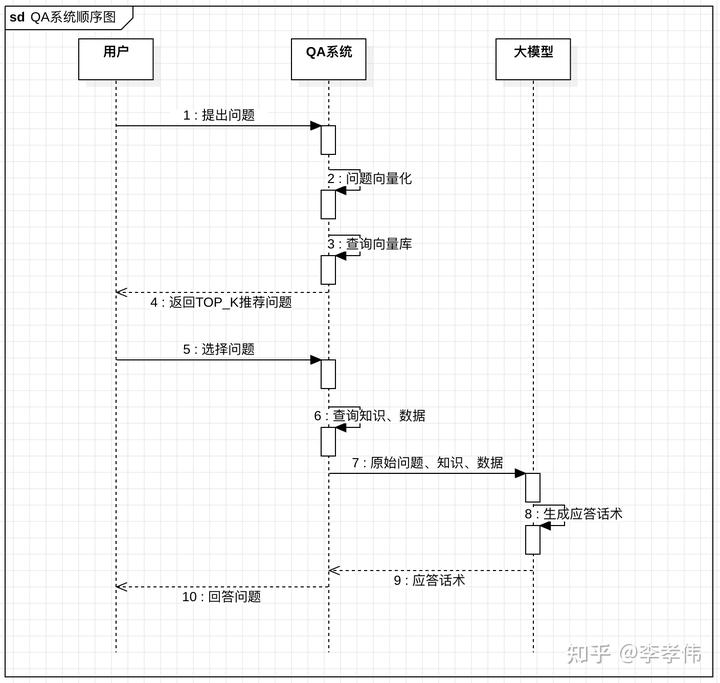 sd QA系统顺序图
用户
QA系统
大模型
1 : 提出问题
2 : 问题向量化
3 : 查询向量库
4 : 返回TOP_K推荐问题
5 : 选择问题
6 : 查询知识、数据
7 : 原始问题、知识、数据
8 : 生成应答话术
9 : 应答话术
10 : 回答问题
知乎 @李孝伟